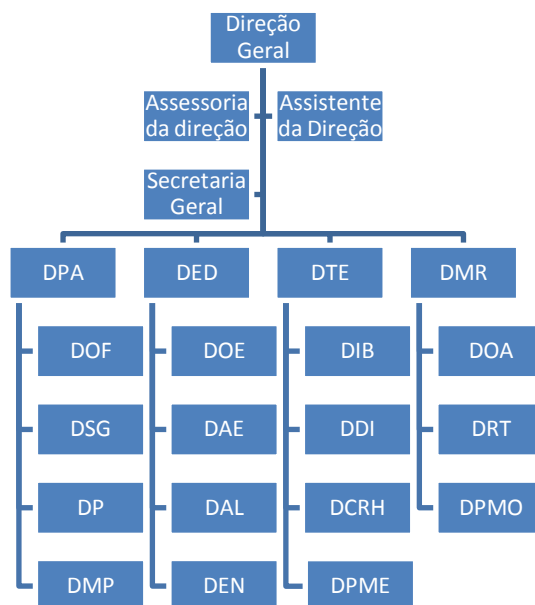 Direção
Geral
Assessoria
da direção
Assistente
da Direção
Secretaria
Geral
DPA
DED
DTE
DMR
DOF
DOE
DIB
DOA
DSG
DAE
DDI
DRT
DP
DAL
DCRH
DPMO
DMP
DEN
DPME